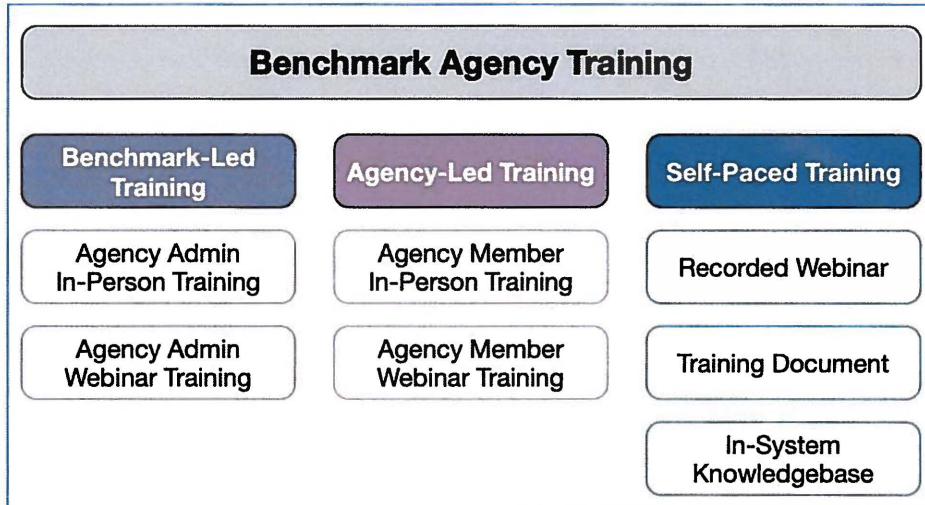 Benchmark Agency Training
Benchmark-Led
Training
Agency Admin
In-Person Training
Agency Admin
Webinar Training
Agency-Led Training
Agency Member
In-Person Training
Agency Member
Webinar Training
Self-Paced Training
Recorded Webinar
Training Document
In-System
Knowledgebase